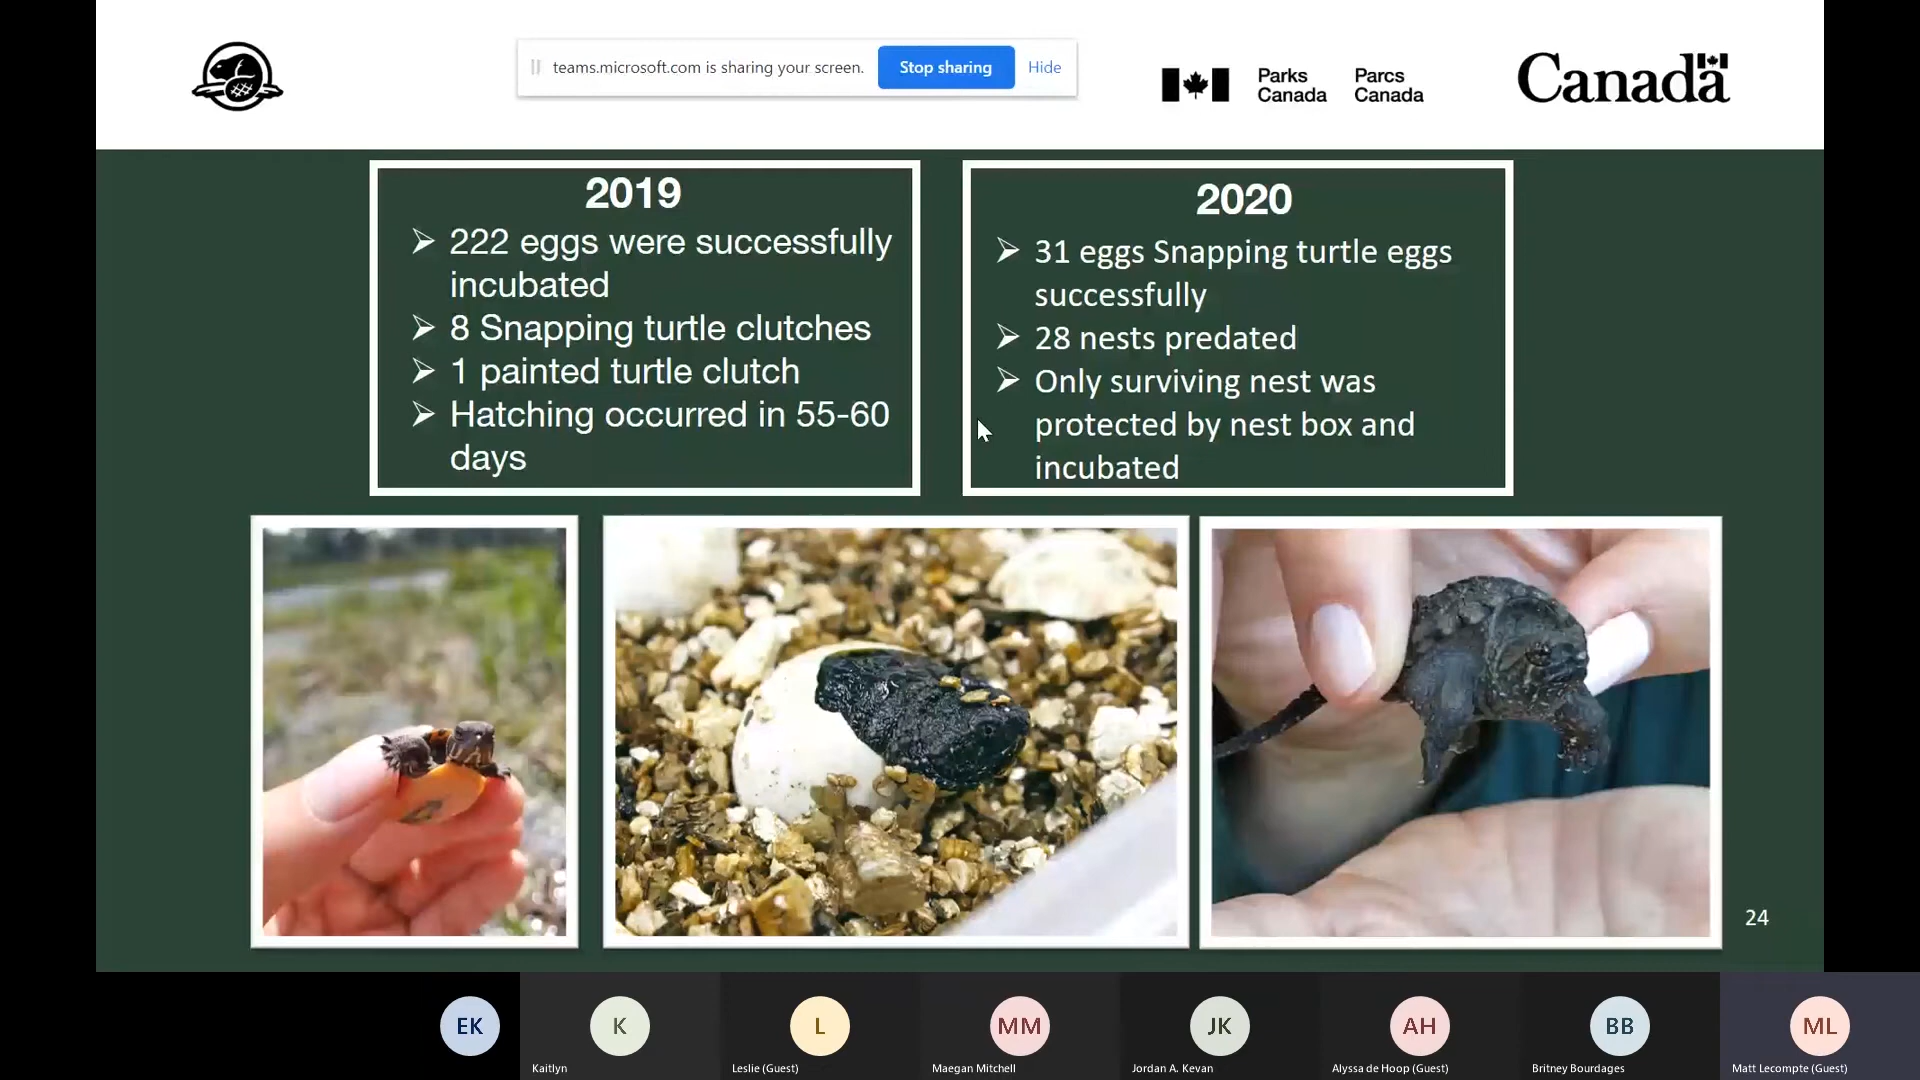 teams.microsoft.com is sharing your screen.
Stop sharing
Hide
Parks
Canada
Parcs
Canada
Canada
2019
➢ 222 eggs were successfully
incubated
➢ 8 Snapping turtle clutches
➢ 1 painted turtle clutch
➢ Hatching occurred in 55-60
days
2020
➢ 31 eggs Snapping turtle eggs
successfully
➢ 28 nests predated
➢ Only surviving nest was
protected by nest box and
incubated
24
EK
K
L
MM
JK
AH
BB
ML
Kaitlyn
Leslie (Guest)
Maegan Mitchell
Jordan A. Kevan
Alyssa de Hoop (Guest)
Britney Bourdages
Matt Lecompte (Guest)